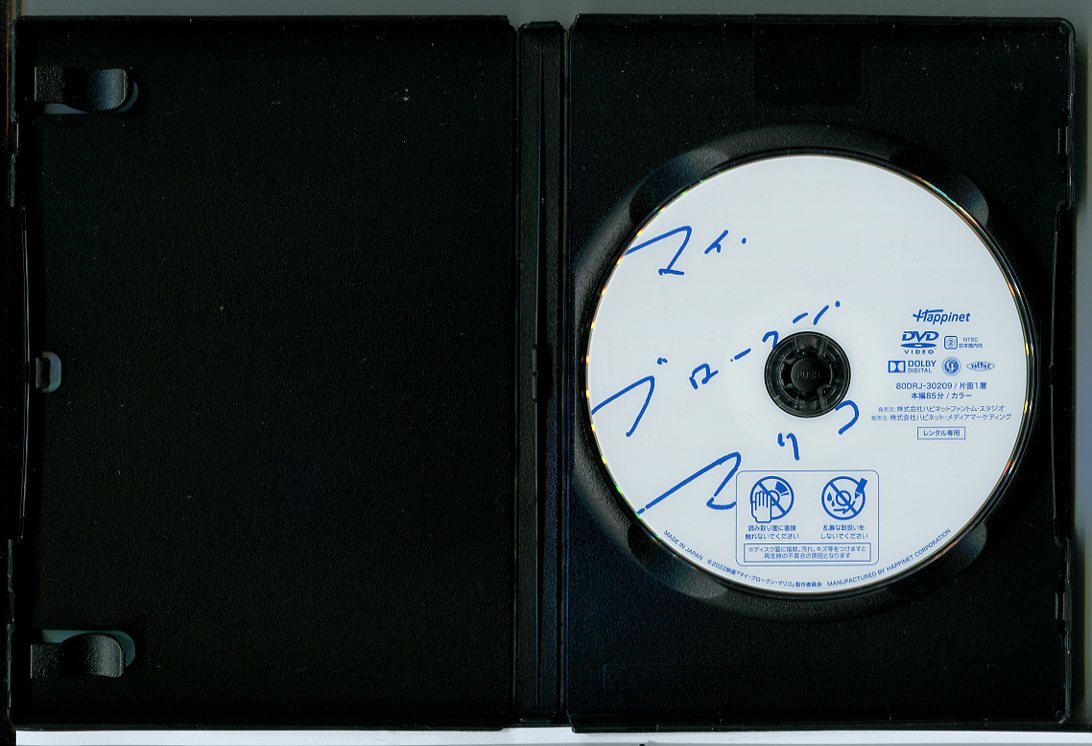 マイ・
ブロークン・
マリコ
PUSH
Happinet
DVD
VIDEO
2
NTSC
日本国内向
DOLBY
DIGITAL
80DRJ-30209 / 片面1層
本編85分 / カラー
発売元: 株式会社ハピネットファントム・スタジオ
販売元: 株式会社ハピネット・メディアマーケティング
レンタル専用
読み取り面に直接
触れないでください
乱暴な取扱いを
しないでください
※ディスク面に指紋、汚れ、キズ等をつけますと
再生時の不具合の原因となります
MADE IN JAPAN ©2022映画『マイ・ブロークン・マリコ』製作委員会 MANUFACTURED BY HAPPINET CORPORATION